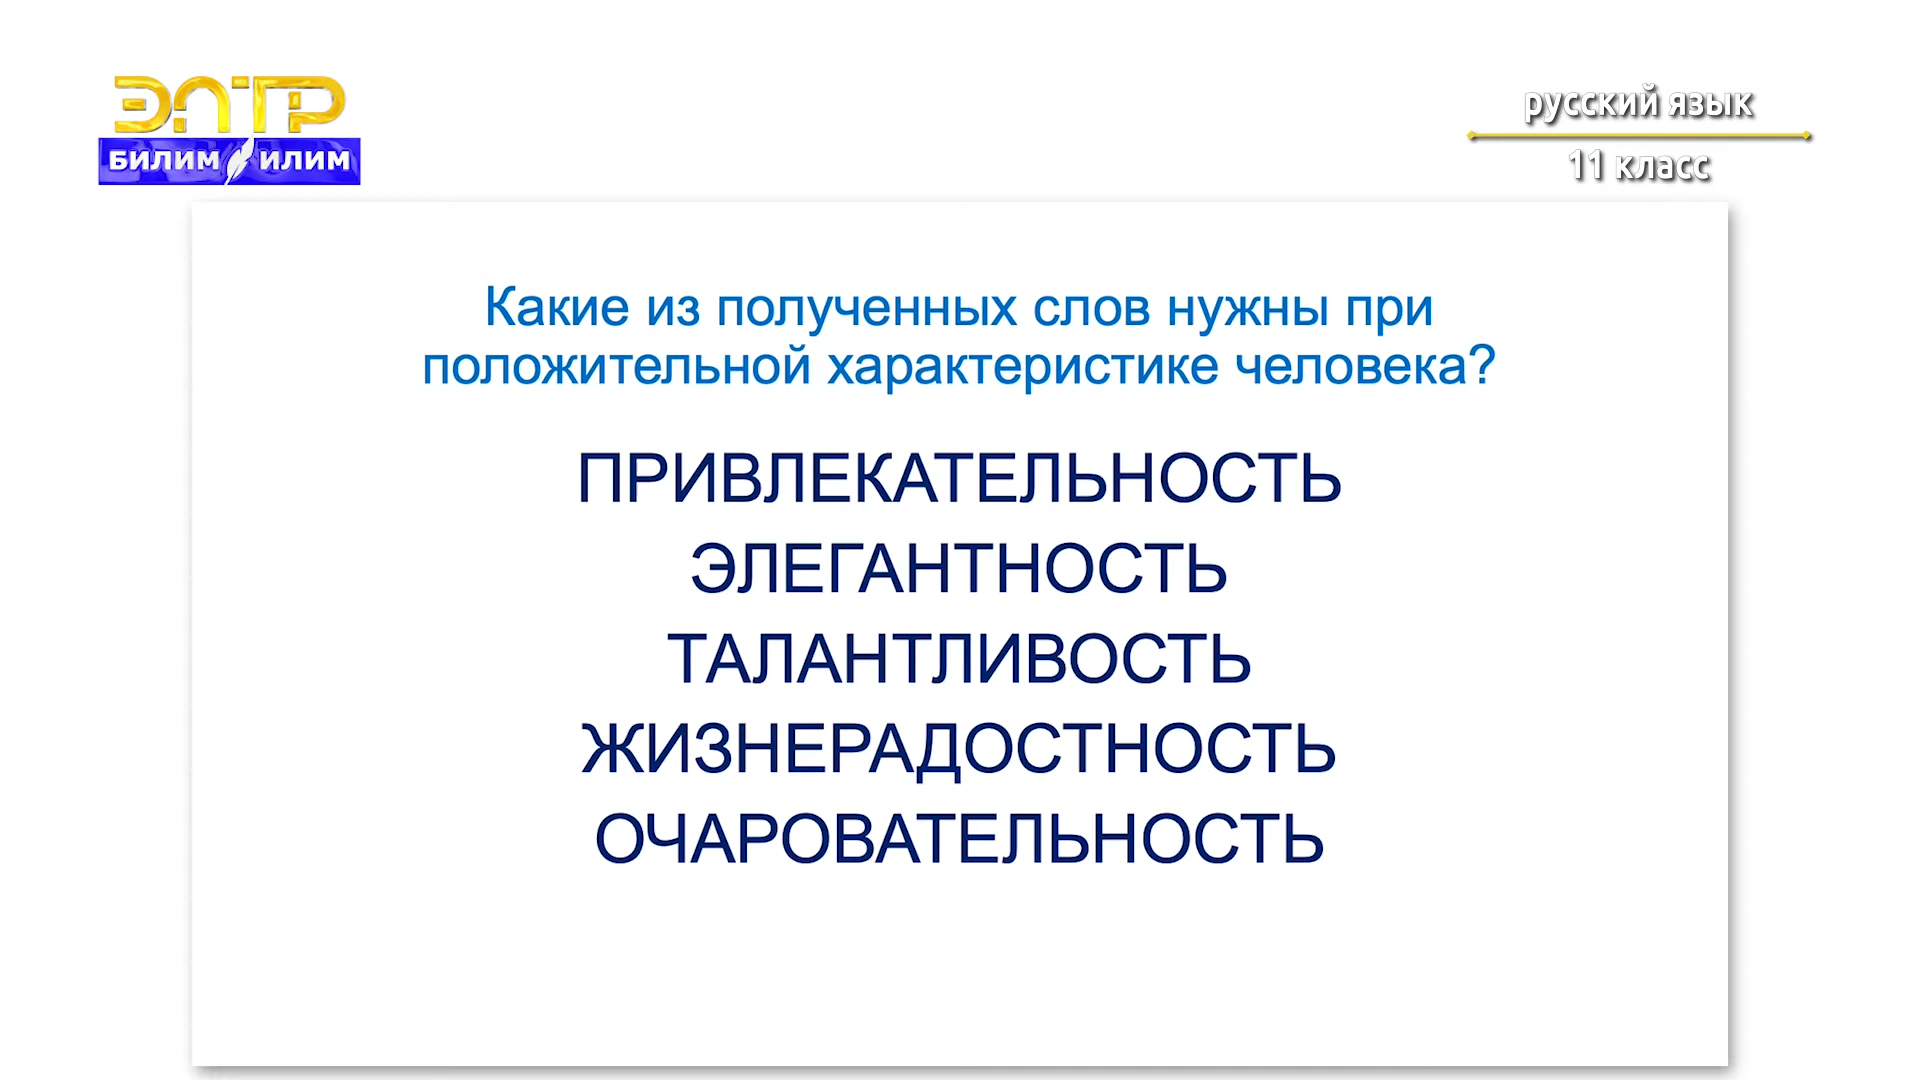 ЭЛТР
БИЛИМ ИЛИМ
русский язык
11 класс
Какие из полученных слов нужны при
положительной характеристике человека?
ПРИВЛЕКАТЕЛЬНОСТЬ
ЭЛЕГАНТНОСТЬ
ТАЛАНТЛИВОСТЬ
ЖИЗНЕРАДОСТНОСТЬ
ОЧАРОВАТЕЛЬНОСТЬ